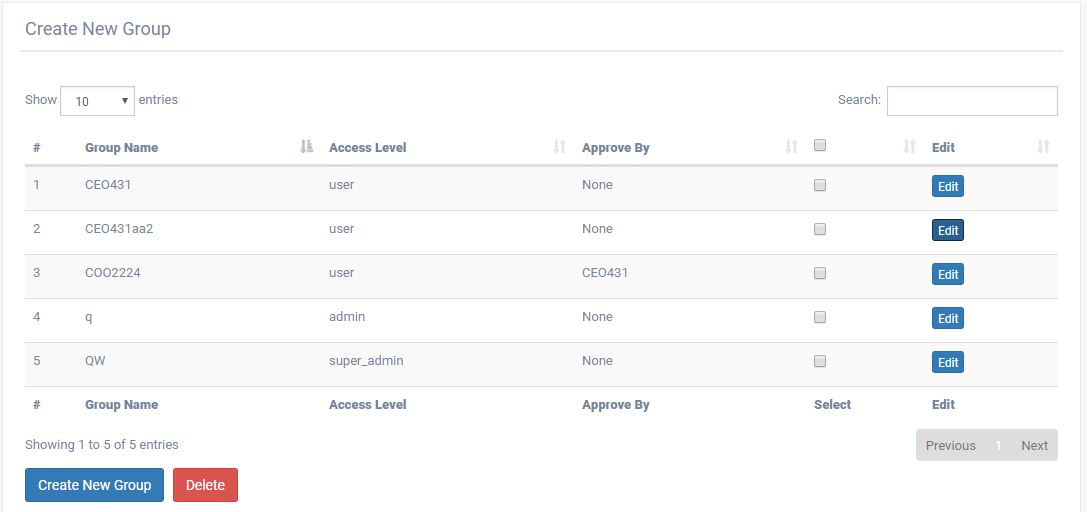 Create New Group
Show 10 entries Search:
# Group Name Access Level Approve By Edit
1 CEO431 user None Edit
2 CEO431aa2 user None Edit
3 COO2224 user CEO431 Edit
4 q admin None Edit
5 QW super_admin None Edit
# Group Name Access Level Approve By Select Edit
Showing 1 to 5 of 5 entries Previous 1 Next
Create New Group Delete